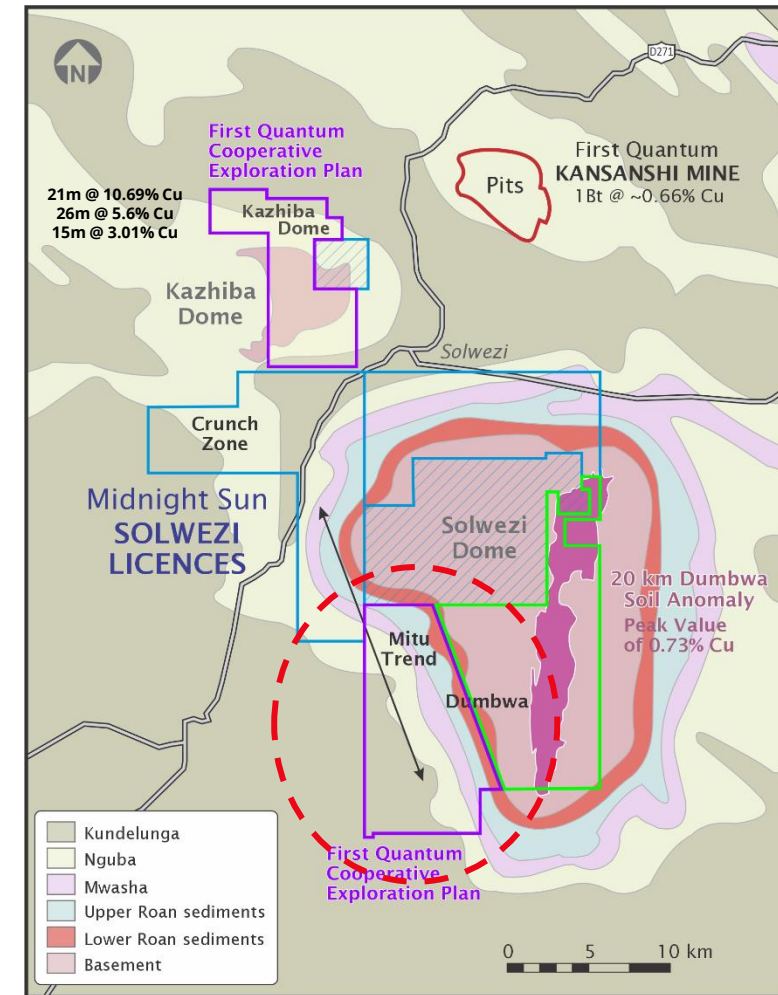 N
D271
First Quantum
Cooperative
Exploration Plan
21m @ 10.69% Cu
26m @ 5.6% Cu
15m @ 3.01% Cu
Kazhiba
Dome
Pits
First Quantum
KANSANSHI MINE
1Bt @ ~0.66% Cu
Kazhiba
Dome
Solwezi
Crunch
Zone
Midnight Sun
SOLWEZI
LICENCES
Solwezi
Dome
20 km Dumbwa
Soil Anomaly
Peak Value
of 0.73% Cu
Mitu
Trend
Dumbwa
First Quantum
Cooperative
Exploration Plan
Kundelunga
Nguba
Mwasha
Upper Roan sediments
Lower Roan sediments
Basement
0 5 10 km